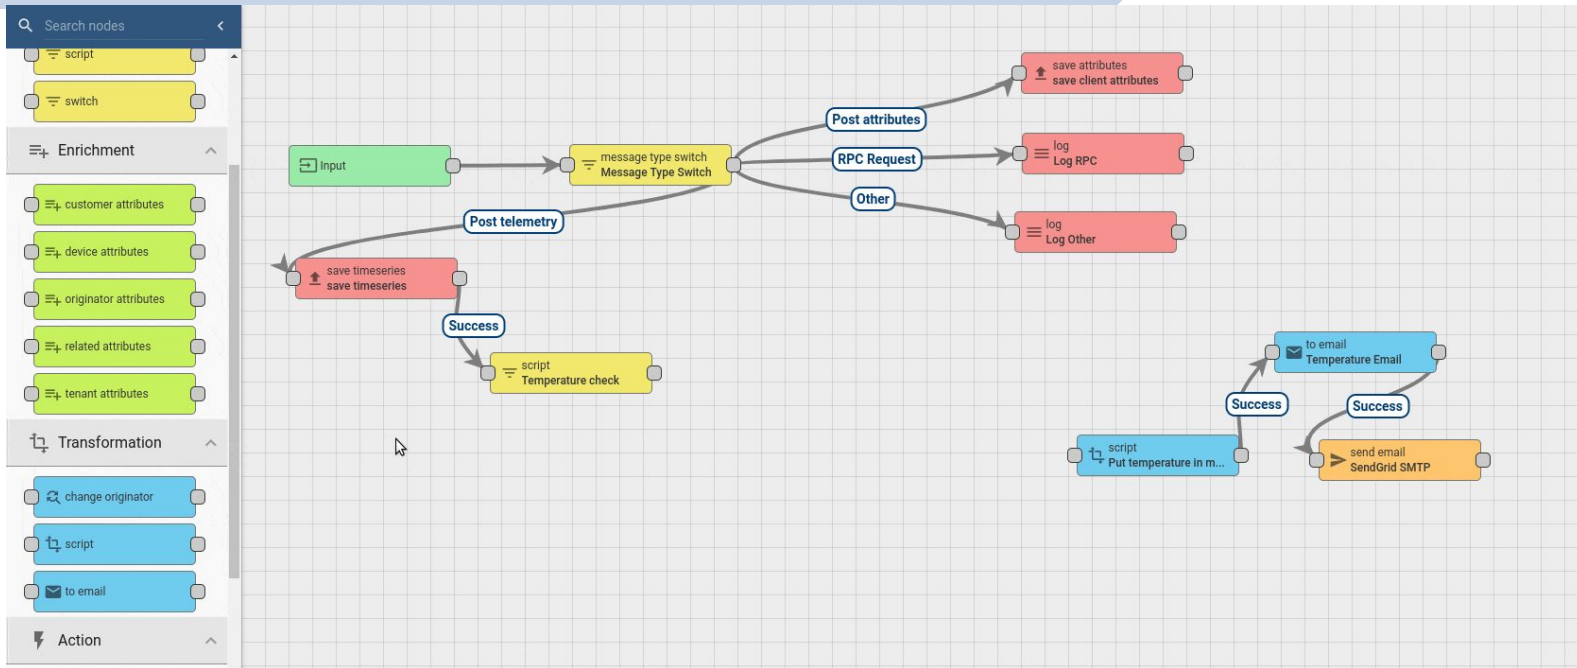 Search nodes
script
switch
Enrichment
customer attributes
device attributes
originator attributes
related attributes
tenant attributes
Transformation
change originator
script
to email
Action
Input
message type switch
Message Type Switch
Post attributes
RPC Request
Other
Post telemetry
save attributes
save client attributes
log
Log RPC
log
Log Other
save timeseries
save timeseries
Success
script
Temperature check
to email
Temperature Email
Success
Success
script
Put temperature in m...
send email
SendGrid SMTP